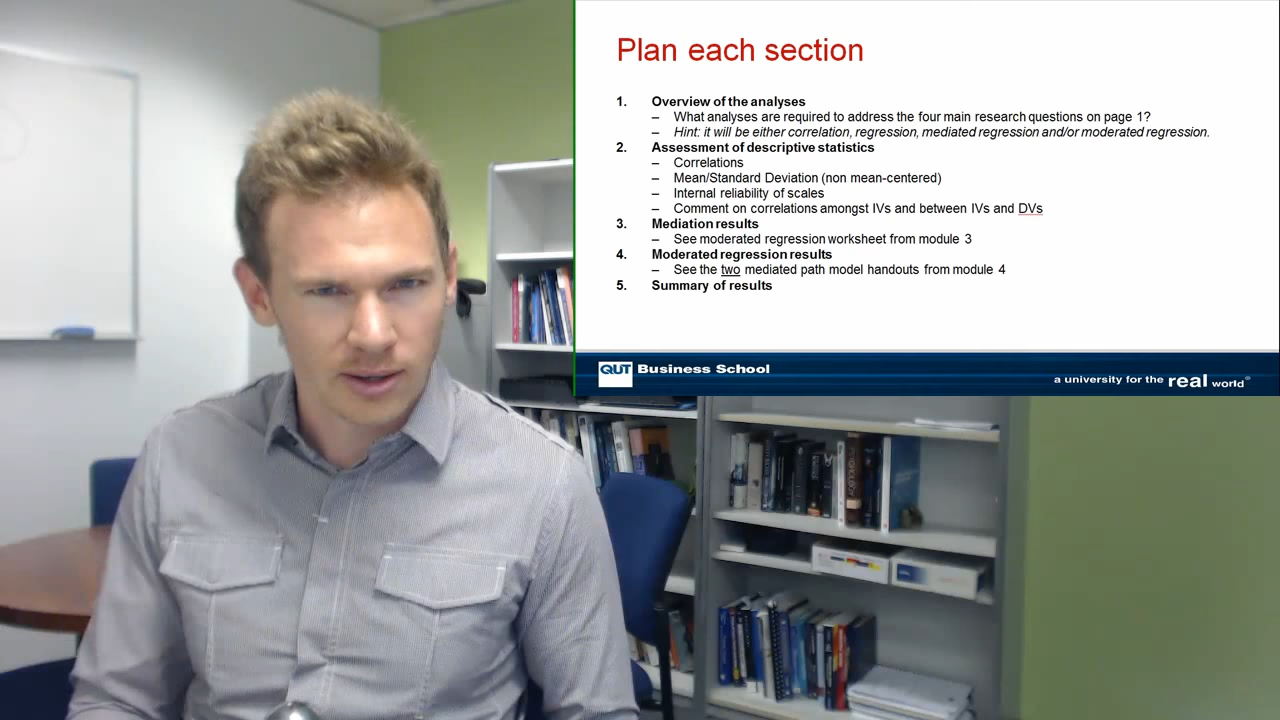 Plan each section
1. Overview of the analyses
– What analyses are required to address the four main research questions on page 1?
– Hint: it will be either correlation, regression, mediated regression and/or moderated regression.
2. Assessment of descriptive statistics
– Correlations
– Mean/Standard Deviation (non mean-centered)
– Internal reliability of scales
– Comment on correlations amongst IVs and between IVs and DVs
3. Mediation results
– See moderated regression worksheet from module 3
4. Moderated regression results
– See the two mediated path model handouts from module 4
5. Summary of results
QUT Business School
a university for the real world®